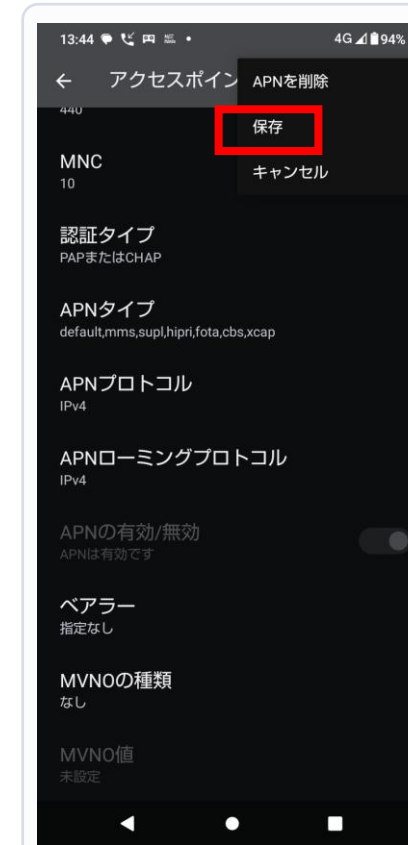 13:44
4G 94%
アクセスポイン
APNを削除
440
保存
キャンセル
MNC
10
認証タイプ
PAPまたはCHAP
APNタイプ
default,mms,supl,hipri,fota,cbs,xcap
APNプロトコル
IPv4
APNローミングプロトコル
IPv4
APNの有効/無効
APNは有効です
ベアラー
指定なし
MVNOの種類
なし
MVNO値
未設定